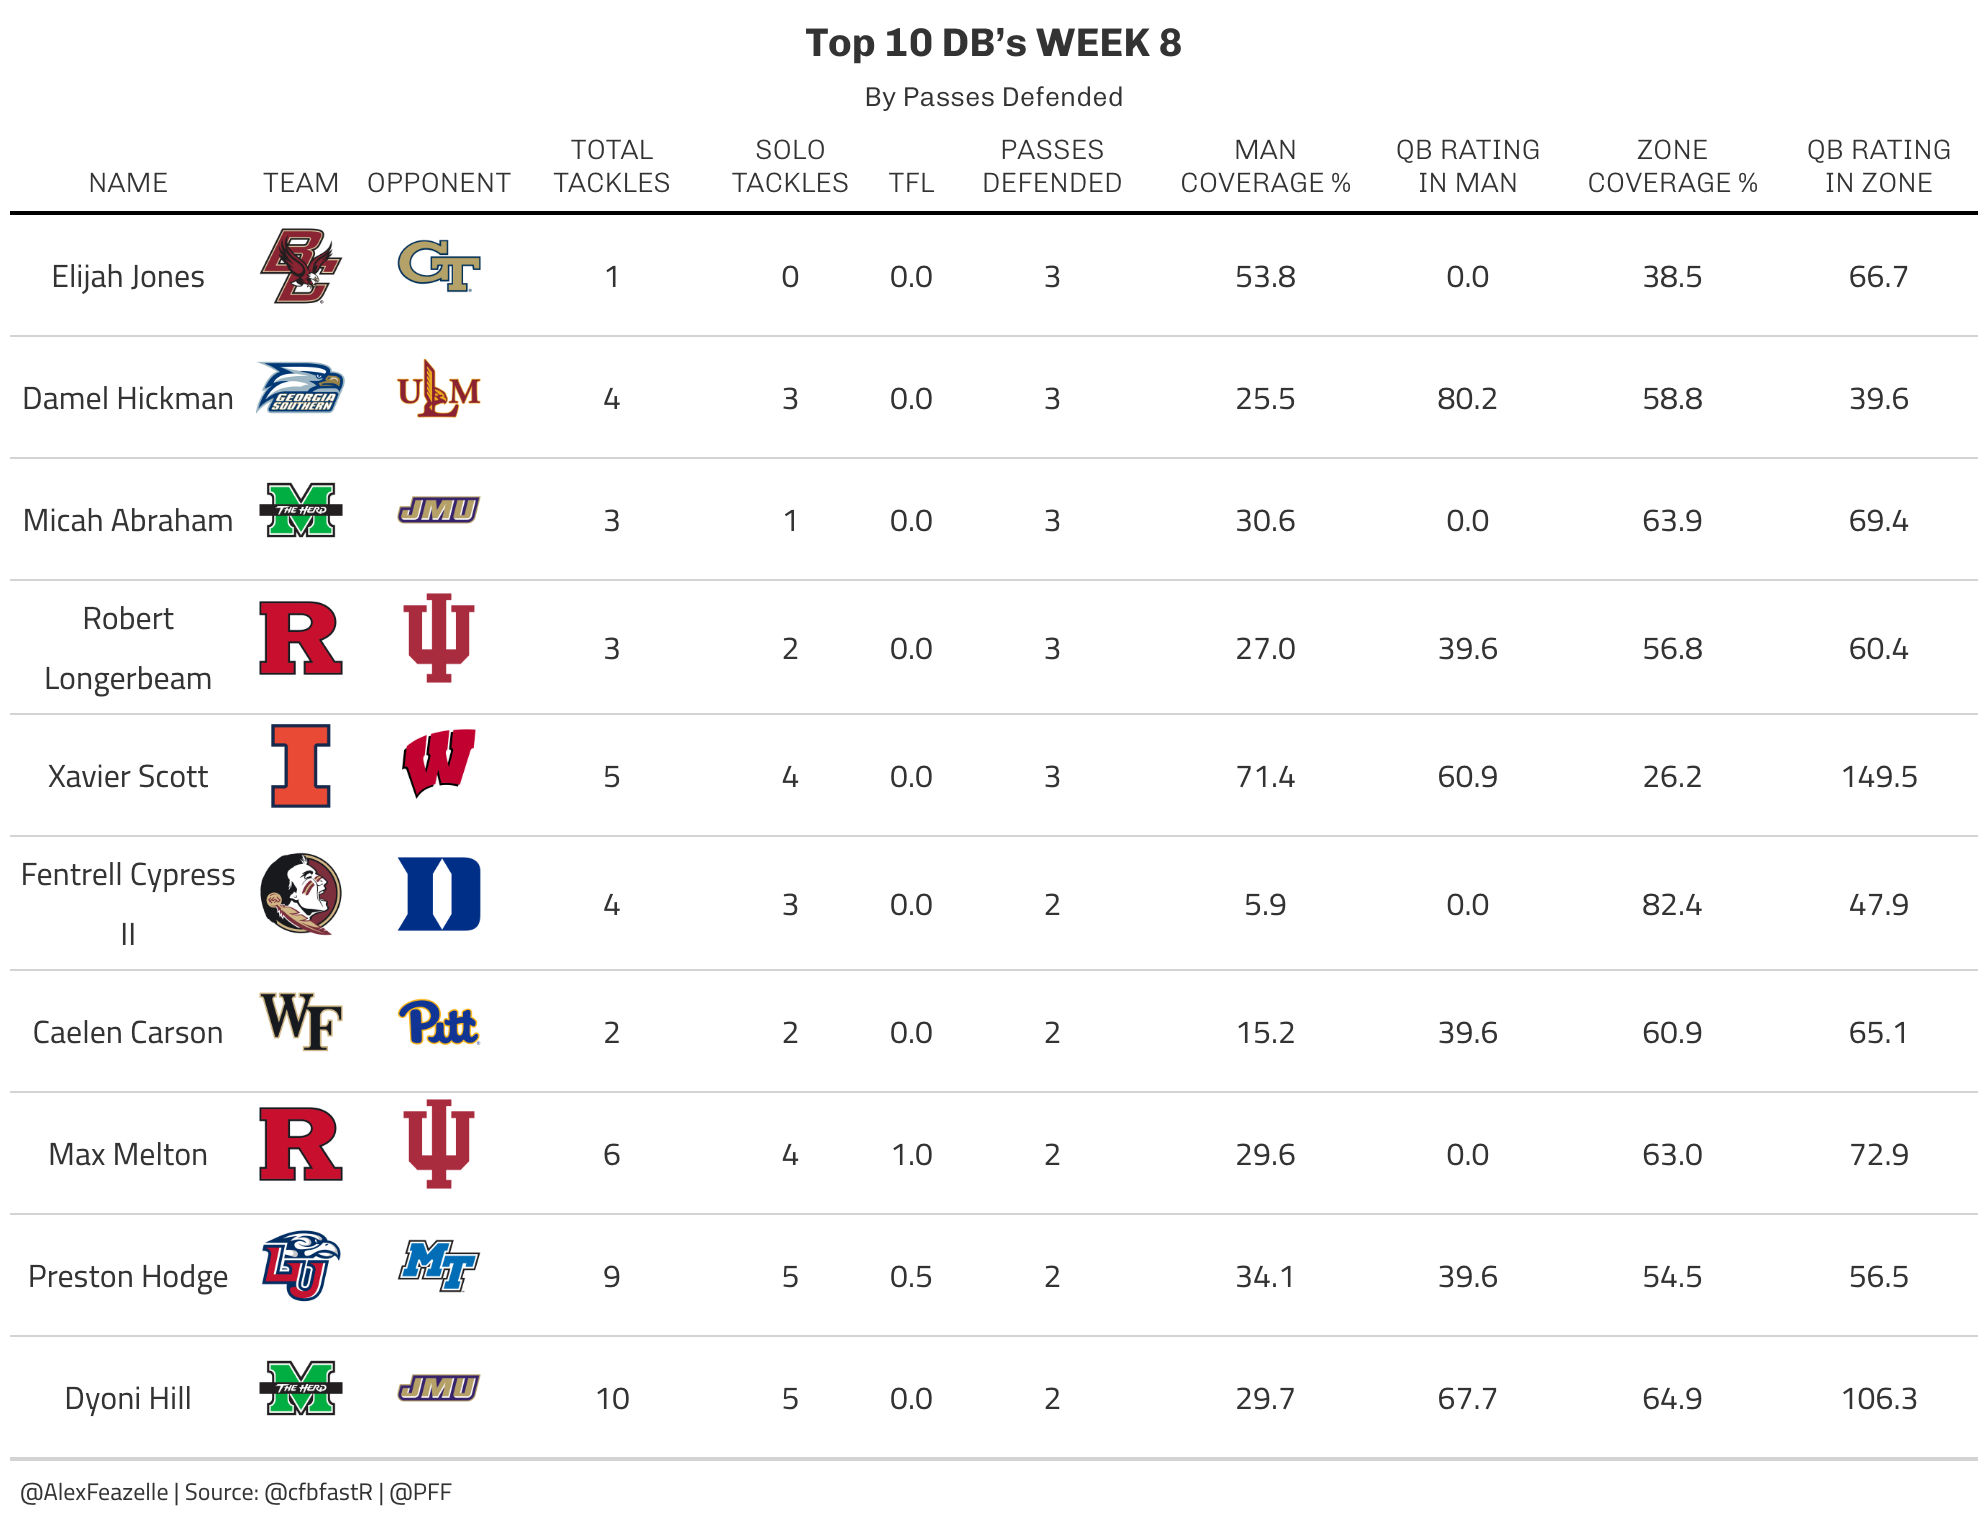 Top 10 DB’s WEEK 8
By Passes Defended
NAME TEAM OPPONENT TOTAL TACKLES SOLO TACKLES TFL PASSES DEFENDED MAN COVERAGE % QB RATING IN MAN ZONE COVERAGE % QB RATING IN ZONE
Elijah Jones BC GT 1 0 0.0 3 53.8 0.0 38.5 66.7
Damel Hickman GEORGIA SOUTHERN ULM 4 3 0.0 3 25.5 80.2 58.8 39.6
Micah Abraham M THE HERD JMU 3 1 0.0 3 30.6 0.0 63.9 69.4
Robert Longerbeam R IU 3 2 0.0 3 27.0 39.6 56.8 60.4
Xavier Scott I W 5 4 0.0 3 71.4 60.9 26.2 149.5
Fentrell Cypress II D 4 3 0.0 2 5.9 0.0 82.4 47.9
Caelen Carson WF Pitt 2 2 0.0 2 15.2 39.6 60.9 65.1
Max Melton R IU 6 4 1.0 2 29.6 0.0 63.0 72.9
Preston Hodge LU MT 9 5 0.5 2 34.1 39.6 54.5 56.5
Dyoni Hill M THE HERD JMU 10 5 0.0 2 29.7 67.7 64.9 106.3
@AlexFeazelle | Source: @cfbfastR | @PFF